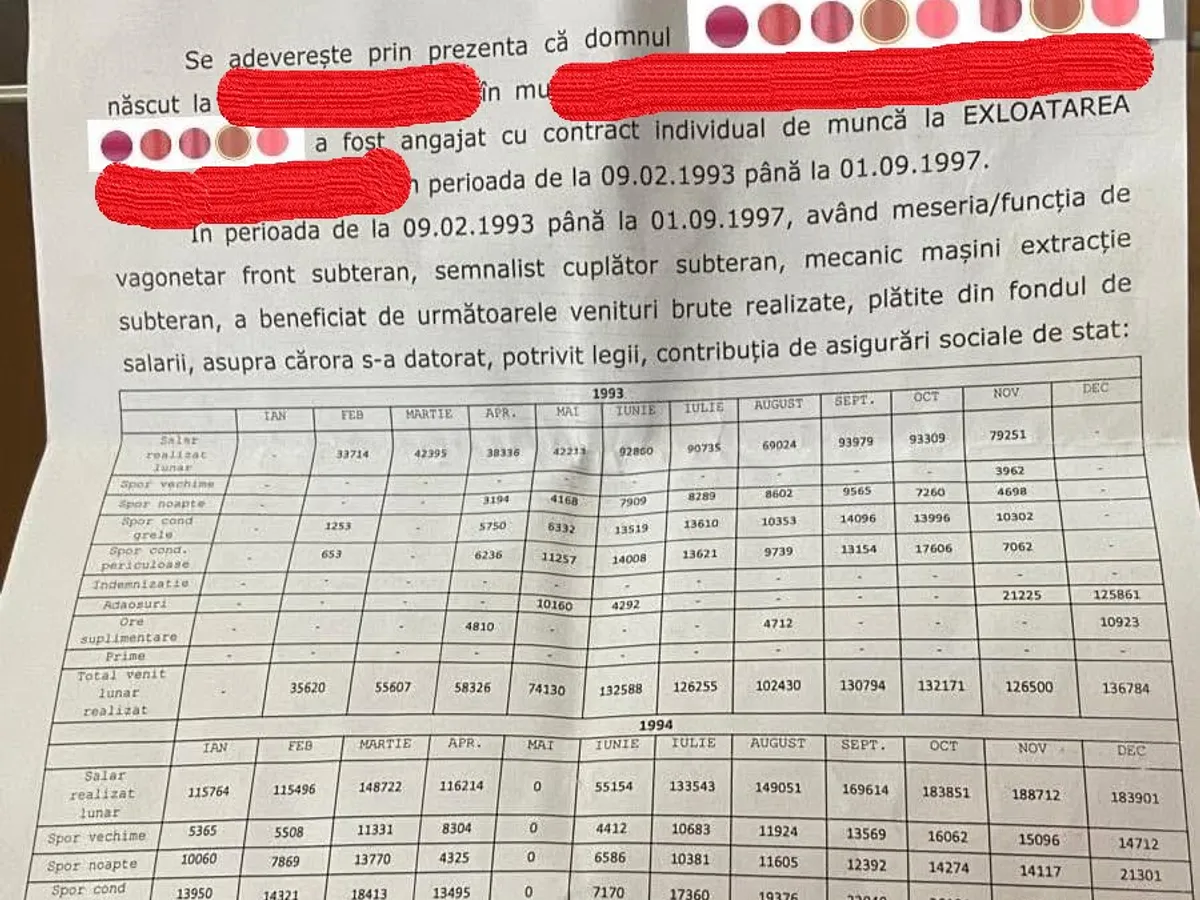 Se adeverește prin prezenta că domnul
născut la în mu
a fost angajat cu contract individual de muncă la EXLOATAREA
perioada de la 09.02.1993 până la 01.09.1997.
În perioada de la 09.02.1993 până la 01.09.1997, având meseria/funcția de
vagonetar front subteran, semnalist cuplător subteran, mecanic mașini extracție
subteran, a beneficiat de următoarele venituri brute realizate, plătite din fondul de
salarii, asupra cărora s-a datorat, potrivit legii, contribuția de asigurări sociale de stat:
1993
IAN FEB MARTIE APR. MAI IUNIE IULIE AUGUST SEPT. OCT NOV DEC
Salar realizat lunar - 33714 42395 38336 42213 92860 90735 69024 93979 93309 79251 -
Spor vechime - - - - - - - - - - 3962 -
Spor noapte - - - 3194 4168 7909 8289 8602 9565 7260 4698 -
Spor cond grele - 1253 - 5750 6332 13519 13610 10353 14096 13996 10302 -
Spor cond. periculoase - 653 - 6236 11257 14008 13621 9739 13154 17606 7062 -
Indemnizatie - - - - - - - - - - - -
Adaosuri - - - - 10160 4292 - - - - 21225 125861
Ore suplimentare - - - 4810 - - - 4712 - - - 10923
Prime - - - - - - - - - - - -
Total venit lunar realizat - 35620 55607 58326 74130 132588 126255 102430 130794 132171 126500 136784
1994
IAN FEB MARTIE APR. MAI IUNIE IULIE AUGUST SEPT. OCT NOV DEC
Salar realizat lunar 115764 115496 148722 116214 0 55154 133543 149051 169614 183851 188712 183901
Spor vechime 5365 5508 11331 8304 0 4412 10683 11924 13569 16062 15096 14712
Spor noapte 10060 7869 13770 4325 0 6586 10381 11605 12392 14274 14117 21301
Spor cond 13950 14321 18413 13495 0 7170 17360 19376